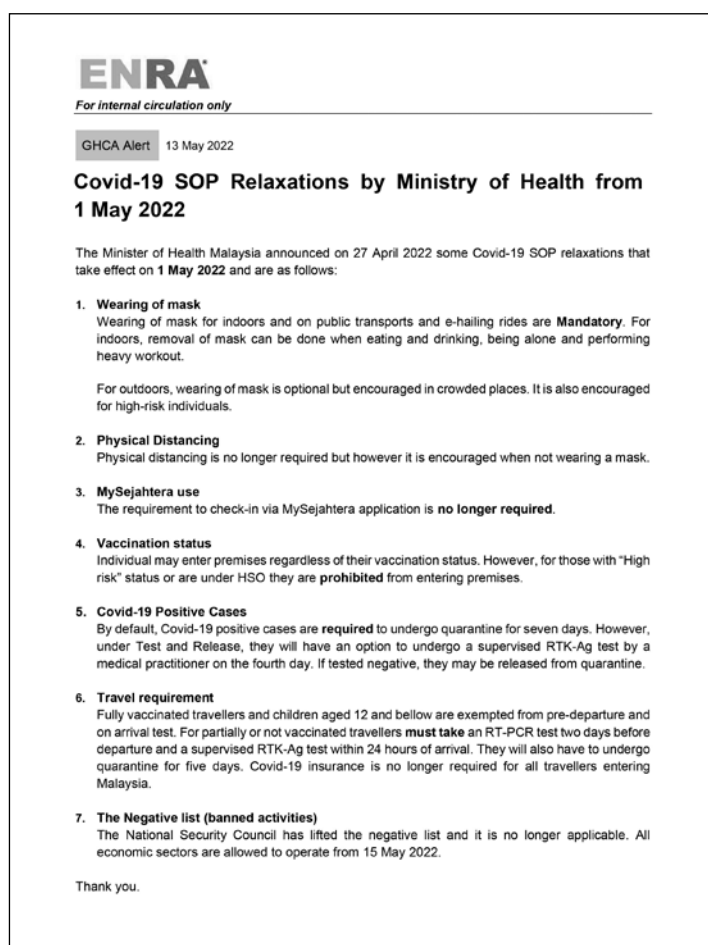 ENRA
For internal circulation only
GHCA Alert 13 May 2022
Covid-19 SOP Relaxations by Ministry of Health from
1 May 2022
The Minister of Health Malaysia announced on 27 April 2022 some Covid-19 SOP relaxations that
take effect on 1 May 2022 and are as follows:
1. Wearing of mask
Wearing of mask for indoors and on public transports and e-hailing rides are Mandatory. For
indoors, removal of mask can be done when eating and drinking, being alone and performing
heavy workout.
For outdoors, wearing of mask is optional but encouraged in crowded places. It is also encouraged
for high-risk individuals.
2. Physical Distancing
Physical distancing is no longer required but however it is encouraged when not wearing a mask.
3. MySejahtera use
The requirement to check-in via MySejahtera application is no longer required.
4. Vaccination status
Individual may enter premises regardless of their vaccination status. However, for those with “High
risk” status or are under HSO they are prohibited from entering premises.
5. Covid-19 Positive Cases
By default, Covid-19 positive cases are required to undergo quarantine for seven days. However,
under Test and Release, they will have an option to undergo a supervised RTK-Ag test by a
medical practitioner on the fourth day. If tested negative, they may be released from quarantine.
6. Travel requirement
Fully vaccinated travellers and children aged 12 and bellow are exempted from pre-departure and
on arrival test. For partially or not vaccinated travellers must take an RT-PCR test two days before
departure and a supervised RTK-Ag test within 24 hours of arrival. They will also have to undergo
quarantine for five days. Covid-19 insurance is no longer required for all travellers entering
Malaysia.
7. The Negative list (banned activities)
The National Security Council has lifted the negative list and it is no longer applicable. All
economic sectors are allowed to operate from 15 May 2022.
Thank you.